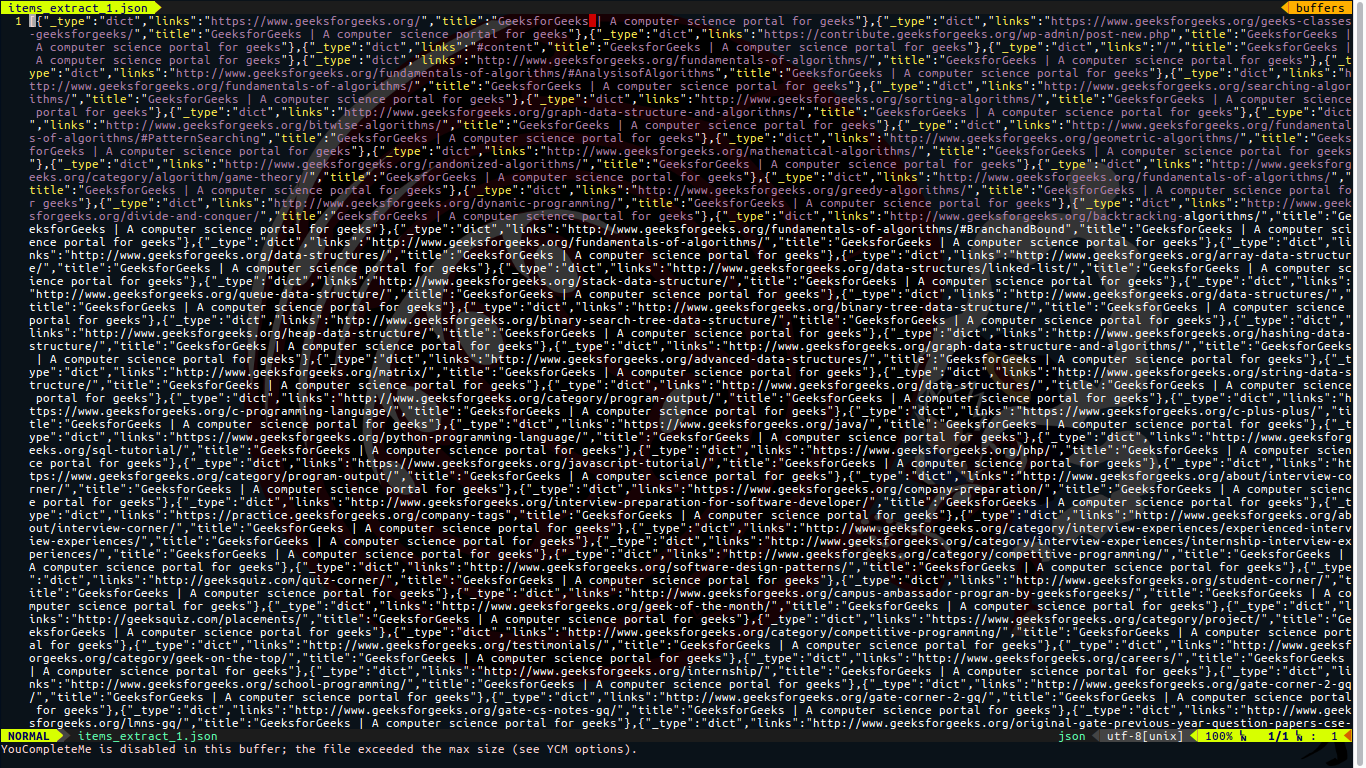 items_extract_1.json buffers
1 [{"_type":"dict","links":"https://www.geeksforgeeks.org/","title":"GeeksforGeeks | A computer science portal for geeks"},{"_type":"dict","links":"https://www.geeksforgeeks.org/geeks-classes
-geeksforgeeks/","title":"GeeksforGeeks | A computer science portal for geeks"},{"_type":"dict","links":"https://contribute.geeksforgeeks.org/wp-admin/post-new.php","title":"GeeksforGeeks |
A computer science portal for geeks"},{"_type":"dict","links":"#content","title":"GeeksforGeeks | A computer science portal for geeks"},{"_type":"dict","links":"/","title":"GeeksforGeeks |
A computer science portal for geeks"},{"_type":"dict","links":"http://www.geeksforgeeks.org/fundamentals-of-algorithms/","title":"GeeksforGeeks | A computer science portal for geeks"},{"_t
ype":"dict","links":"http://www.geeksforgeeks.org/fundamentals-of-algorithms/#AnalysisofAlgorithms","title":"GeeksforGeeks | A computer science portal for geeks"},{"_type":"dict","links":"h
ttp://www.geeksforgeeks.org/fundamentals-of-algorithms/","title":"GeeksforGeeks | A computer science portal for geeks"},{"_type":"dict","links":"http://www.geeksforgeeks.org/searching-algor
ithms/","title":"GeeksforGeeks | A computer science portal for geeks"},{"_type":"dict","links":"http://www.geeksforgeeks.org/sorting-algorithms/","title":"GeeksforGeeks | A computer science
portal for geeks"},{"_type":"dict","links":"http://www.geeksforgeeks.org/graph-data-structure-and-algorithms/","title":"GeeksforGeeks | A computer science portal for geeks"},{"_type":"dict
","links":"http://www.geeksforgeeks.org/bitwise-algorithms/","title":"GeeksforGeeks | A computer science portal for geeks"},{"_type":"dict","links":"http://www.geeksforgeeks.org/fundamental
s-of-algorithms/#PatternSearching","title":"GeeksforGeeks | A computer science portal for geeks"},{"_type":"dict","links":"http://www.geeksforgeeks.org/geometric-algorithms/","title":"Geeks
forGeeks | A computer science portal for geeks"},{"_type":"dict","links":"http://www.geeksforgeeks.org/mathematical-algorithms/","title":"GeeksforGeeks | A computer science portal for geeks
"},{"_type":"dict","links":"http://www.geeksforgeeks.org/randomized-algorithms/","title":"GeeksforGeeks | A computer science portal for geeks"},{"_type":"dict","links":"http://www.geeksforg
eeks.org/category/algorithm/game-theory/","title":"GeeksforGeeks | A computer science portal for geeks"},{"_type":"dict","links":"http://www.geeksforgeeks.org/fundamentals-of-algorithms/","
title":"GeeksforGeeks | A computer science portal for geeks"},{"_type":"dict","links":"http://www.geeksforgeeks.org/greedy-algorithms/","title":"GeeksforGeeks | A computer science portal fo
r geeks"},{"_type":"dict","links":"http://www.geeksforgeeks.org/dynamic-programming/","title":"GeeksforGeeks | A computer science portal for geeks"},{"_type":"dict","links":"http://www.geek
sforgeeks.org/divide-and-conquer/","title":"GeeksforGeeks | A computer science portal for geeks"},{"_type":"dict","links":"http://www.geeksforgeeks.org/backtracking-algorithms/","title":"Ge
eksforGeeks | A computer science portal for geeks"},{"_type":"dict","links":"http://www.geeksforgeeks.org/fundamentals-of-algorithms/#BranchandBound","title":"GeeksforGeeks | A computer sci
ence portal for geeks"},{"_type":"dict","links":"http://www.geeksforgeeks.org/fundamentals-of-algorithms/","title":"GeeksforGeeks | A computer science portal for geeks"},{"_type":"dict","li
nks":"http://www.geeksforgeeks.org/data-structures/","title":"GeeksforGeeks | A computer science portal for geeks"},{"_type":"dict","links":"http://www.geeksforgeeks.org/array-data-structur
e/","title":"GeeksforGeeks | A computer science portal for geeks"},{"_type":"dict","links":"http://www.geeksforgeeks.org/data-structures/linked-list/","title":"GeeksforGeeks | A computer sc
ience portal for geeks"},{"_type":"dict","links":"http://www.geeksforgeeks.org/stack-data-structure/","title":"GeeksforGeeks | A computer science portal for geeks"},{"_type":"dict","links":
"http://www.geeksforgeeks.org/queue-data-structure/","title":"GeeksforGeeks | A computer science portal for geeks"},{"_type":"dict","links":"http://www.geeksforgeeks.org/data-structures/","
title":"GeeksforGeeks | A computer science portal for geeks"},{"_type":"dict","links":"http://www.geeksforgeeks.org/binary-tree-data-structure/","title":"GeeksforGeeks | A computer science
portal for geeks"},{"_type":"dict","links":"http://www.geeksforgeeks.org/binary-search-tree-data-structure/","title":"GeeksforGeeks | A computer science portal for geeks"},{"_type":"dict","
links":"http://www.geeksforgeeks.org/heap-data-structure/","title":"GeeksforGeeks | A computer science portal for geeks"},{"_type":"dict","links":"http://www.geeksforgeeks.org/hashing-data-
structure/","title":"GeeksforGeeks | A computer science portal for geeks"},{"_type":"dict","links":"http://www.geeksforgeeks.org/graph-data-structure-and-algorithms/","title":"GeeksforGeeks
| A computer science portal for geeks"},{"_type":"dict","links":"http://www.geeksforgeeks.org/advanced-data-structures/","title":"GeeksforGeeks | A computer science portal for geeks"},{"_t
ype":"dict","links":"http://www.geeksforgeeks.org/matrix/","title":"GeeksforGeeks | A computer science portal for geeks"},{"_type":"dict","links":"http://www.geeksforgeeks.org/string-data-s
tructure/","title":"GeeksforGeeks | A computer science portal for geeks"},{"_type":"dict","links":"http://www.geeksforgeeks.org/data-structures/","title":"GeeksforGeeks | A computer science
portal for geeks"},{"_type":"dict","links":"http://www.geeksforgeeks.org/category/program-output/","title":"GeeksforGeeks | A computer science portal for geeks"},{"_type":"dict","links":"h
ttps://www.geeksforgeeks.org/c-programming-language/","title":"GeeksforGeeks | A computer science portal for geeks"},{"_type":"dict","links":"https://www.geeksforgeeks.org/c-plus-plus/","ti
tle":"GeeksforGeeks | A computer science portal for geeks"},{"_type":"dict","links":"https://www.geeksforgeeks.org/java/","title":"GeeksforGeeks | A computer science portal for geeks"},{"_t
ype":"dict","links":"https://www.geeksforgeeks.org/python-programming-language/","title":"GeeksforGeeks | A computer science portal for geeks"},{"_type":"dict","links":"https://www.geeksfor
geeks.org/sql-tutorial/","title":"GeeksforGeeks | A computer science portal for geeks"},{"_type":"dict","links":"https://www.geeksforgeeks.org/php/","title":"GeeksforGeeks | A computer scien
ce portal for geeks"},{"_type":"dict","links":"https://www.geeksforgeeks.org/javascript-tutorial/","title":"GeeksforGeeks | A computer science portal for geeks"},{"_type":"dict","links":"ht
tps://www.geeksforgeeks.org/category/program-output/","title":"GeeksforGeeks | A computer science portal for geeks"},{"_type":"dict","links":"https://www.geeksforgeeks.org/about/interview-co
rner/","title":"GeeksforGeeks | A computer science portal for geeks"},{"_type":"dict","links":"https://www.geeksforgeeks.org/company-preparation/","title":"GeeksforGeeks | A computer scienc
e portal for geeks"},{"_type":"dict","links":"https://www.geeksforgeeks.org/interview-preparation-for-software-developer/","title":"GeeksforGeeks | A computer science portal for geeks"},{"_t
ype":"dict","links":"https://practice.geeksforgeeks.org/company-tags","title":"GeeksforGeeks | A computer science portal for geeks"},{"_type":"dict","links":"http://www.geeksforgeeks.org/ab
out/interview-corner/","title":"GeeksforGeeks | A computer science portal for geeks"},{"_type":"dict","links":"http://www.geeksforgeeks.org/category/interview-experiences/experienced-interv
iew-experiences/","title":"GeeksforGeeks | A computer science portal for geeks"},{"_type":"dict","links":"http://www.geeksforgeeks.org/category/interview-experiences/internship-interview-ex
periences/","title":"GeeksforGeeks | A computer science portal for geeks"},{"_type":"dict","links":"http://www.geeksforgeeks.org/category/competitive-programming/","title":"GeeksforGeeks |
A computer science portal for geeks"},{"_type":"dict","links":"http://www.geeksforgeeks.org/software-design-patterns/","title":"GeeksforGeeks | A computer science portal for geeks"},{"_type
":"dict","links":"http://geeksquiz.com/quiz-corner/","title":"GeeksforGeeks | A computer science portal for geeks"},{"_type":"dict","links":"http://www.geeksforgeeks.org/student-corner/","t
itle":"GeeksforGeeks | A computer science portal for geeks"},{"_type":"dict","links":"http://www.geeksforgeeks.org/campus-ambassador-program-by-geeksforgeeks/","title":"GeeksforGeeks | A co
mputer science portal for geeks"},{"_type":"dict","links":"http://www.geeksforgeeks.org/geek-of-the-month/","title":"GeeksforGeeks | A computer science portal for geeks"},{"_type":"dict","l
inks":"http://geeksquiz.com/placements/","title":"GeeksforGeeks | A computer science portal for geeks"},{"_type":"dict","links":"http://www.geeksforgeeks.org/category/project/","title":"Ge
eksforGeeks | A computer science portal for geeks"},{"_type":"dict","links":"http://www.geeksforgeeks.org/category/competitive-programming/","title":"GeeksforGeeks | A computer science port
al for geeks"},{"_type":"dict","links":"http://www.geeksforgeeks.org/testimonials/","title":"GeeksforGeeks | A computer science portal for geeks"},{"_type":"dict","links":"http://www.geeksf
orgeeks.org/category/geek-on-the-top/","title":"GeeksforGeeks | A computer science portal for geeks"},{"_type":"dict","links":"http://www.geeksforgeeks.org/careers/","title":"GeeksforGeeks
| A computer science portal for geeks"},{"_type":"dict","links":"http://www.geeksforgeeks.org/internship/","title":"GeeksforGeeks | A computer science portal for geeks"},{"_type":"dict","li
nks":"http://www.geeksforgeeks.org/school-programming/","title":"GeeksforGeeks | A computer science portal for geeks"},{"_type":"dict","links":"http://www.geeksforgeeks.org/gate-corner-2-gq
/","title":"GeeksforGeeks | A computer science portal for geeks"},{"_type":"dict","links":"http://www.geeksforgeeks.org/gate-corner-2-gq/","title":"GeeksforGeeks | A computer science portal
for geeks"},{"_type":"dict","links":"http://www.geeksforgeeks.org/gate-cs-notes-gq/","title":"GeeksforGeeks | A computer science portal for geeks"},{"_type":"dict","links":"http://www.geek
sforgeeks.org/lmns-gq/","title":"GeeksforGeeks | A computer science portal for geeks"},{"_type":"dict","links":"http://www.geeksforgeeks.org/original-gate-previous-year-question-papers-cse-
NORMAL items_extract_1.json json utf-8[unix] 100% 1/1 : 1
YouCompleteMe is disabled in this buffer; the file exceeded the max size (see YCM options).